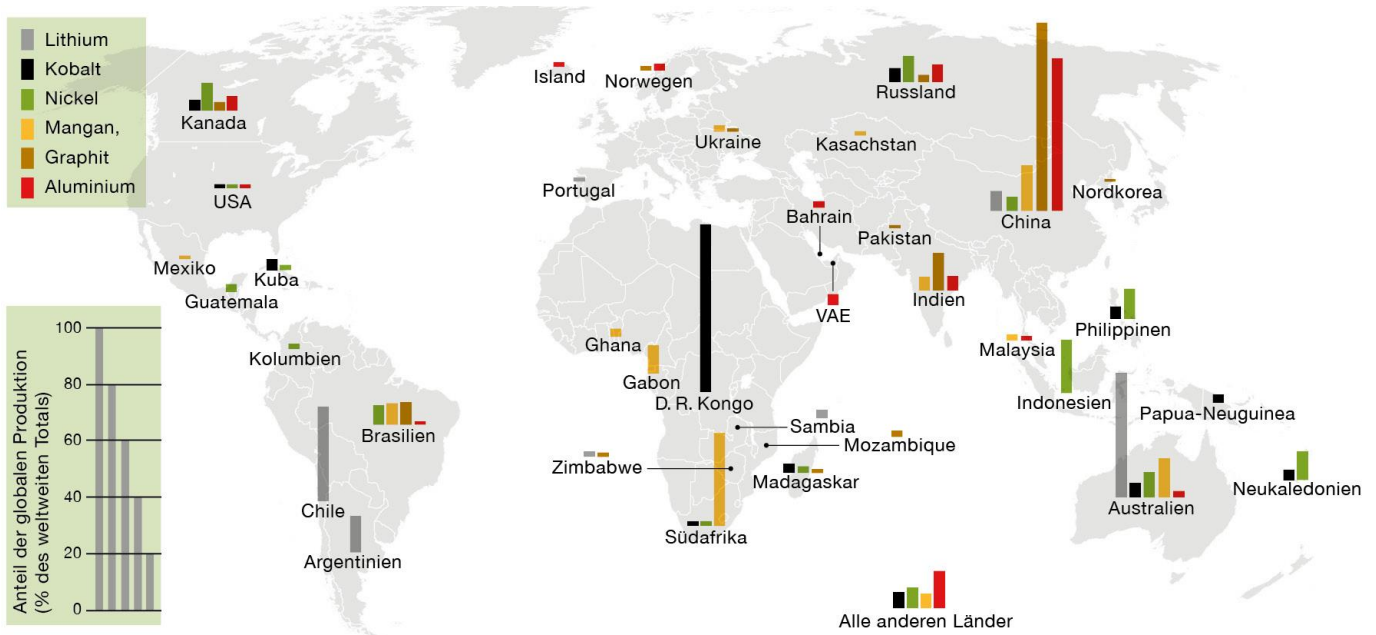 Lithium
Kobalt
Nickel
Mangan,
Graphit
Aluminium
Kanada
USA
Mexiko
Kuba
Guatemala
Kolumbien
Brasilien
Chile
Argentinien
Anteil der globalen Produktion
(% des weltweiten Totals)
100
80
60
40
20
0
Island
Norwegen
Russland
Ukraine
Kasachstan
Portugal
Bahrain
Pakistan
China
Nordkorea
VAE
Indien
Ghana
Gabon
D. R. Kongo
Malaysia
Philippinen
Indonesien
Papua-Neuguinea
Sambia
Mozambique
Zimbabwe
Madagaskar
Südafrika
Australien
Neukaledonien
Alle anderen Länder